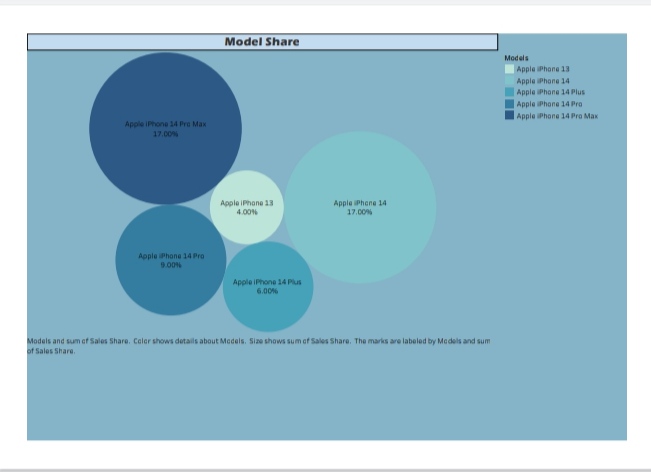 Model Share
Models
Apple iPhone 13
Apple iPhone 14
Apple iPhone 14 Plus
Apple iPhone 14 Pro
Apple iPhone 14 Pro Max
Apple iPhone 14 Pro Max
17.00%
Apple iPhone 13
4.00%
Apple iPhone 14
17.00%
Apple iPhone 14 Pro
9.00%
Apple iPhone 14 Plus
6.00%
Models and sum of Sales Share. Color shows details about Models. Size shows sum of Sales Share. The marks are labeled by Models and sum
of Sales Share.